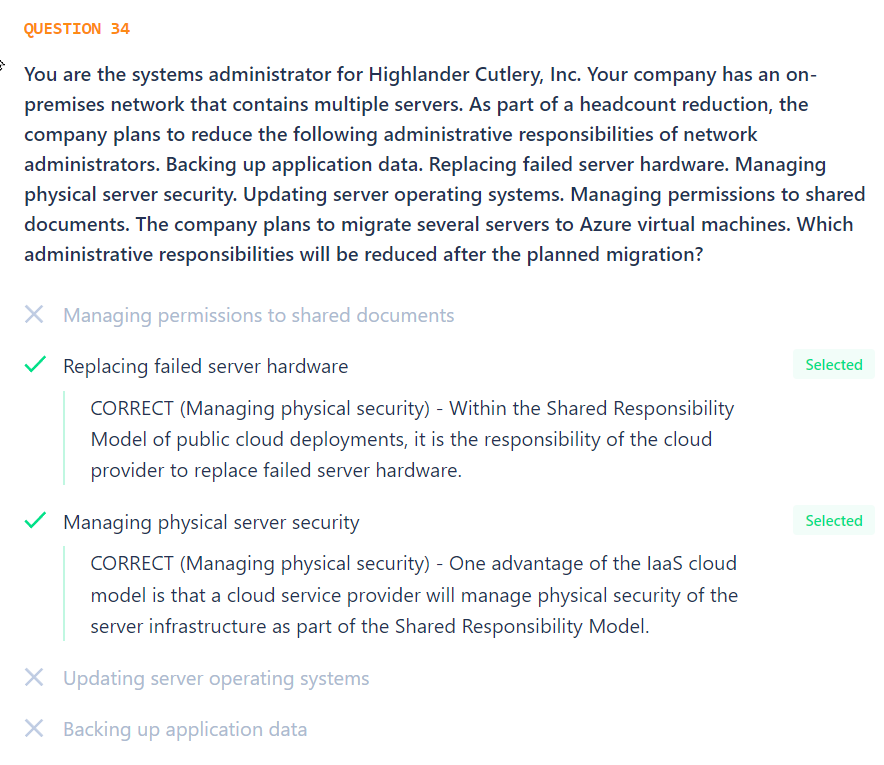 QUESTION 34
You are the systems administrator for Highlander Cutlery, Inc. Your company has an on-
premises network that contains multiple servers. As part of a headcount reduction, the
company plans to reduce the following administrative responsibilities of network
administrators. Backing up application data. Replacing failed server hardware. Managing
physical server security. Updating server operating systems. Managing permissions to shared
documents. The company plans to migrate several servers to Azure virtual machines. Which
administrative responsibilities will be reduced after the planned migration?
Managing permissions to shared documents
Replacing failed server hardware
Selected
CORRECT (Managing physical security) - Within the Shared Responsibility
Model of public cloud deployments, it is the responsibility of the cloud
provider to replace failed server hardware.
Managing physical server security
Selected
CORRECT (Managing physical security) - One advantage of the IaaS cloud
model is that a cloud service provider will manage physical security of the
server infrastructure as part of the Shared Responsibility Model.
Updating server operating systems
Backing up application data